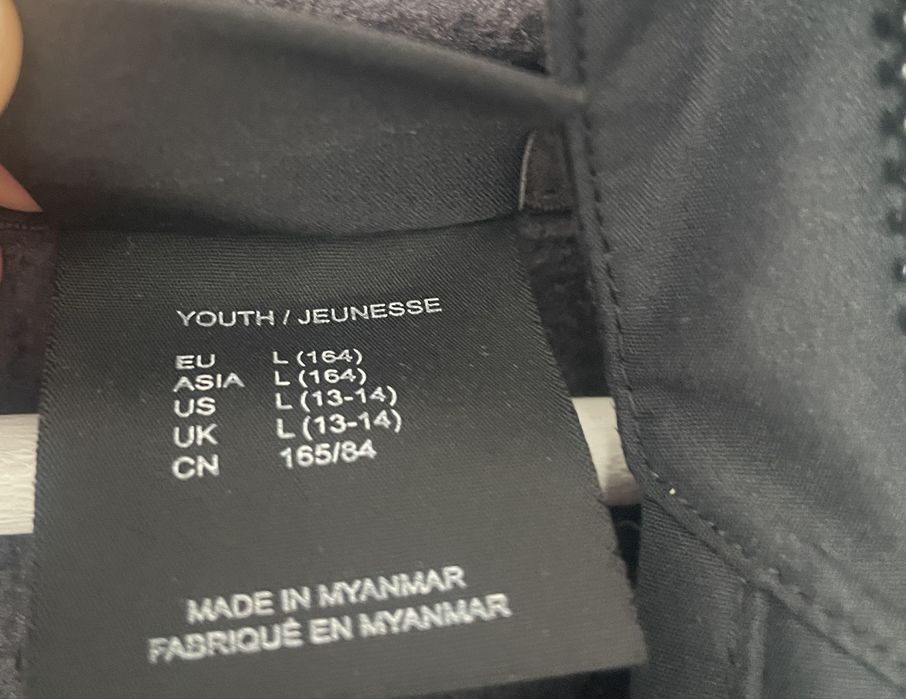 YOUTH / JEUNESSE
EU L (164)
ASIA L (164)
US L (13-14)
UK L (13-14)
CN 165/84
MADE IN MYANMAR
FABRIQUÉ EN MYANMAR